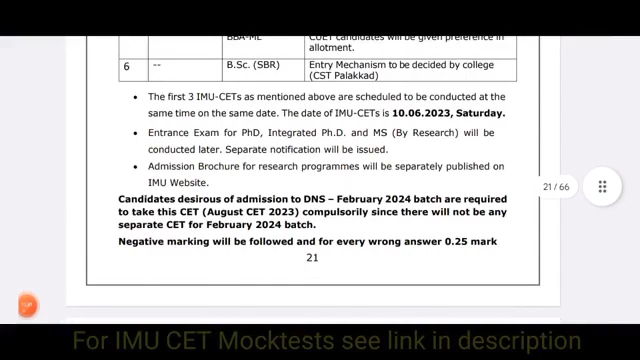 BBA-ML
CUET candidates will be given preference in
allotment.
6 -- B.Sc. (SBR) Entry Mechanism to be decided by college
(CST Palakkad)
• The first 3 IMU-CETs as mentioned above are scheduled to be conducted at the
same time on the same date. The date of IMU-CETs is 10.06.2023, Saturday.
• Entrance Exam for PhD, Integrated Ph.D. and MS (By Research) will be
conducted later. Separate notification will be issued.
• Admission Brochure for research programmes will be separately published on
IMU Website.
Candidates desirous of admission to DNS – February 2024 batch are required
to take this CET (August CET 2023) compulsorily since there will not be any
separate CET for February 2024 batch.
Negative marking will be followed and for every wrong answer 0.25 mark
21
21 / 66
For IMU CET Mocktests see link in description